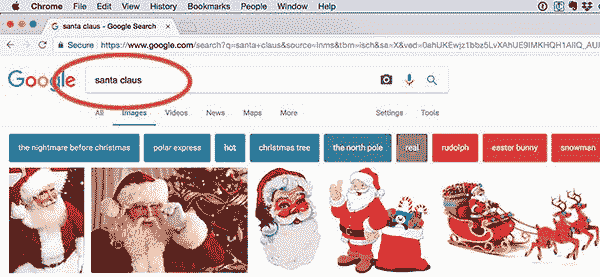 Chrome File Edit View History Bookmarks People Window Help
santa claus - Google Search
Secure https://www.google.com/search?q=santa+claus&source=lnms&tbm=isch&sa=X&ved=
Google santa claus
All Images Videos News Maps More Settings Tools
the nightmare before christmas polar express hot christmas tree the north pole real rudolph easter bunny snowman